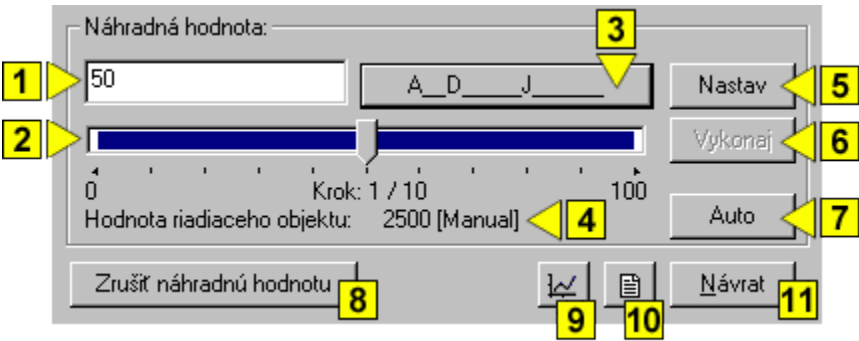 Náhradná hodnota:
3
1 50 A__D_____J_______ Nastav 5
2 Vykonaj 6
0 Krok: 1 / 10 100
Hodnota riadiaceho objektu: 2500 [Manual] 4 Auto 7
Zrušiť náhradnú hodnotu 8 9 10 Návrat 11